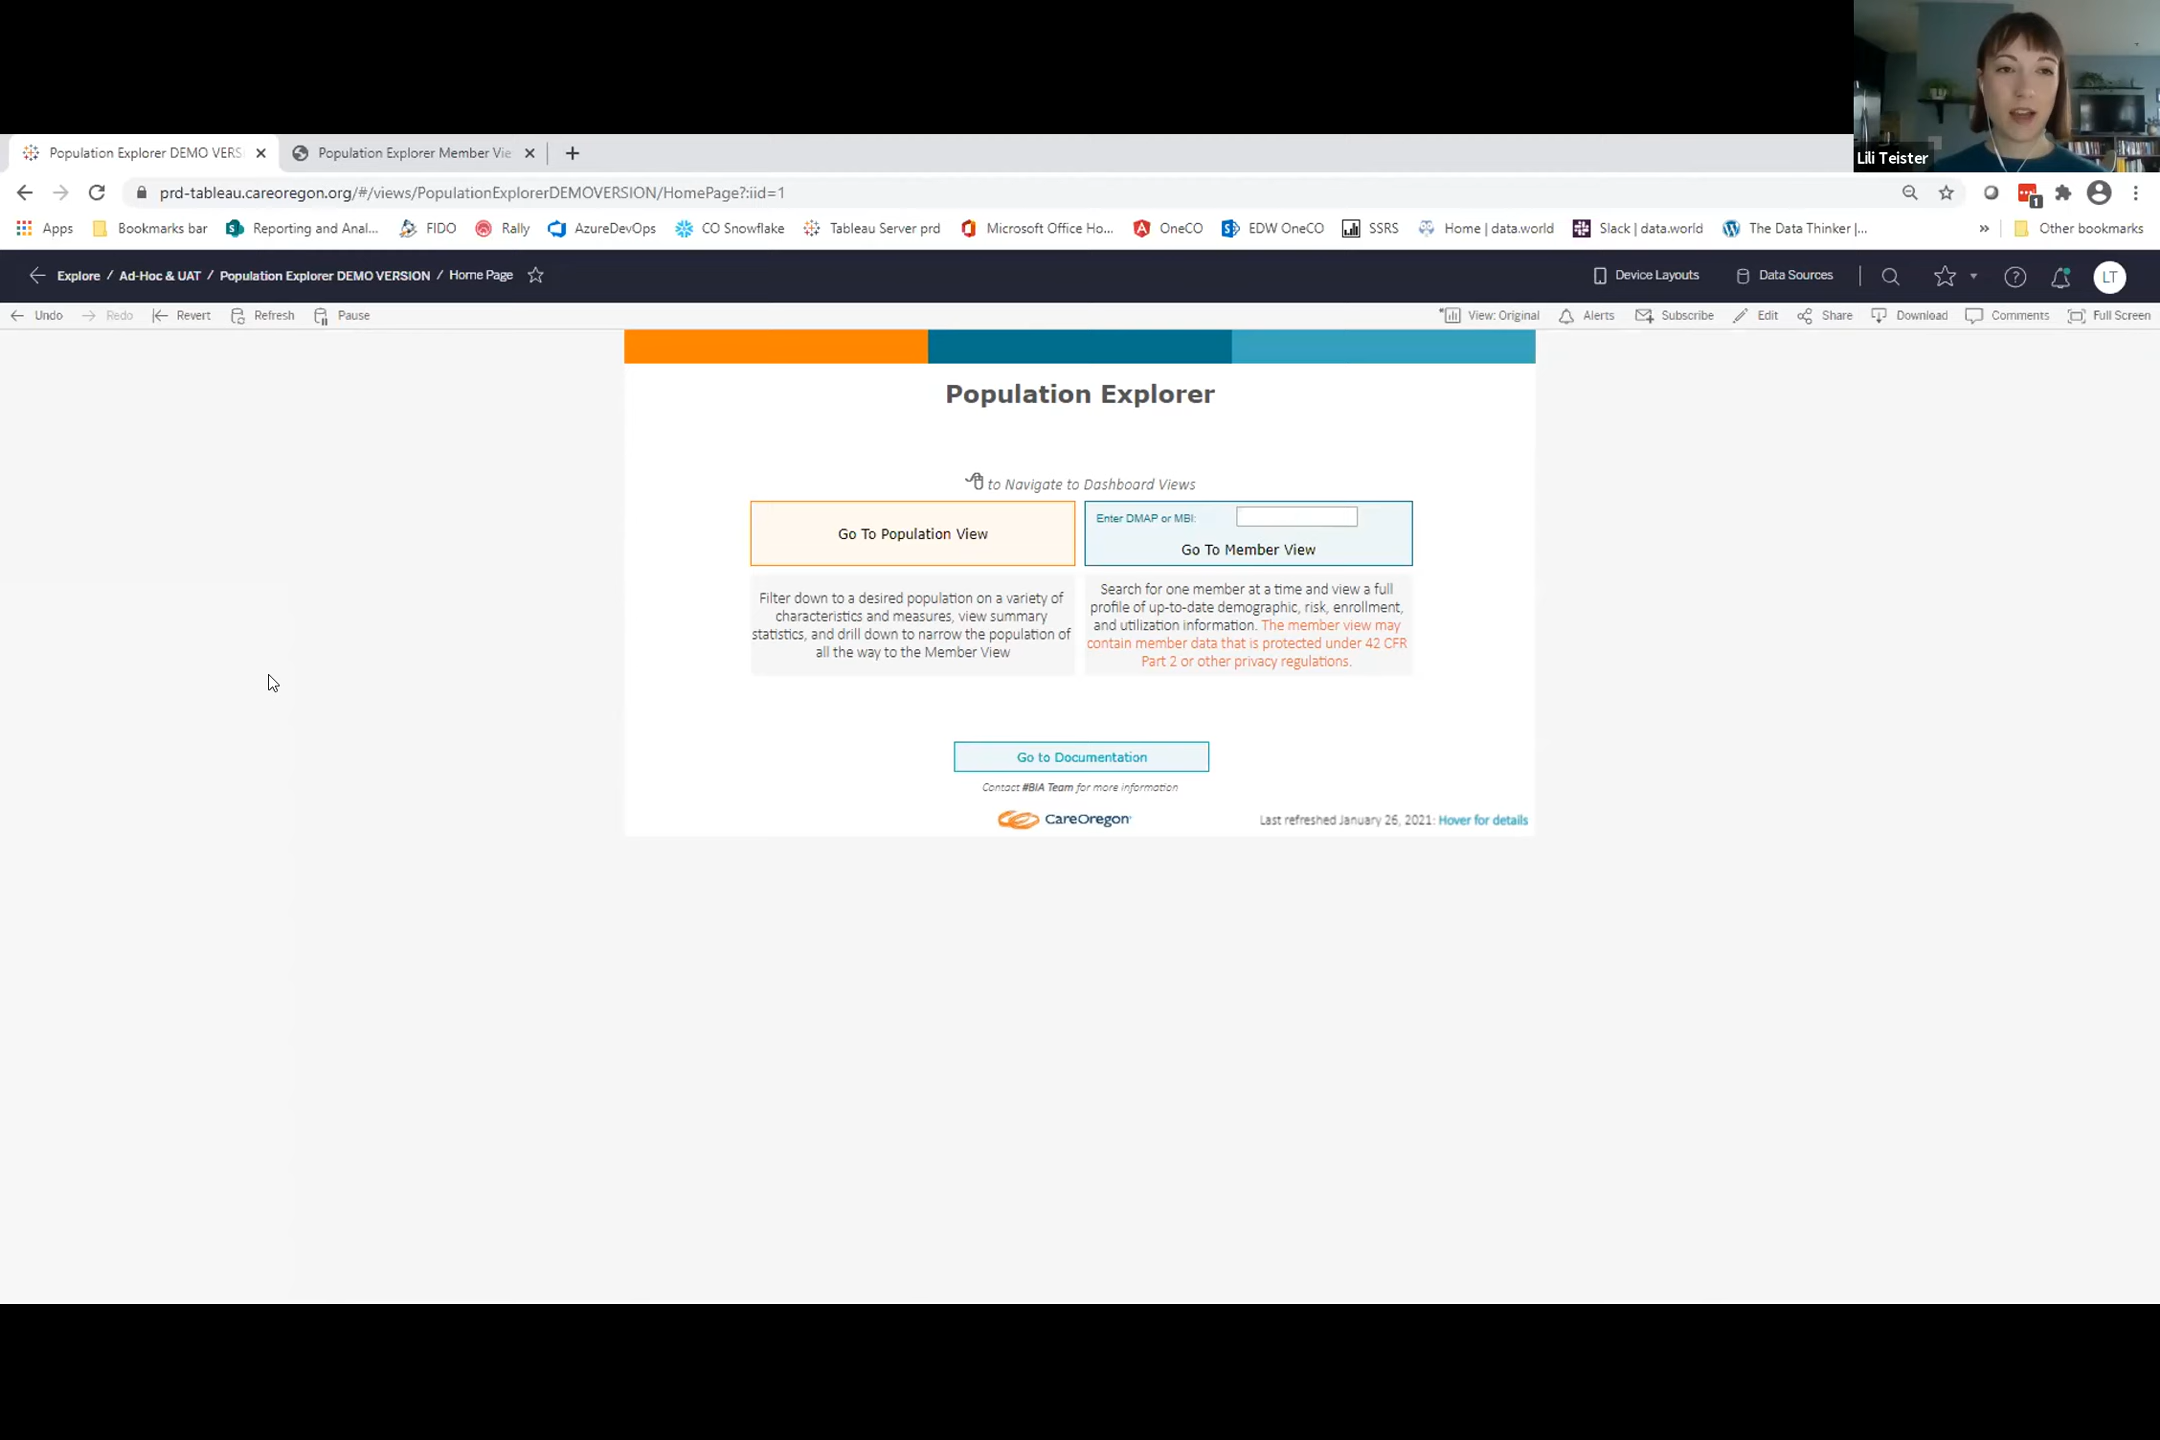 Lili Teister
Population Explorer DEMO VERS
Population Explorer Member Vie
prd-tableau.careoregon.org/#/views/PopulationExplorerDEMOVERSION/HomePage?:iid=1
1
Apps Bookmarks bar Reporting and Anal... FIDO Rally AzureDevOps CO Snowflake Tableau Server prd Microsoft Office Ho... OneCO EDW OneCO SSRS Home | data.world Slack | data.world The Data Thinker |... » Other bookmarks
Explore / Ad-Hoc & UAT / Population Explorer DEMO VERSION / Home Page Device Layouts Data Sources LT
Undo Redo Revert Refresh Pause View: Original Alerts Subscribe Edit Share Download Comments Full Screen
Population Explorer
to Navigate to Dashboard Views
Go To Population View
Enter DMAP or MBI:
Go To Member View
Filter down to a desired population on a variety of
characteristics and measures, view summary
statistics, and drill down to narrow the population of
all the way to the Member View
Search for one member at a time and view a full
profile of up-to-date demographic, risk, enrollment,
and utilization information. The member view may
contain member data that is protected under 42 CFR
Part 2 or other privacy regulations.
Go to Documentation
Contact #BIA Team for more information
CareOregon
Last refreshed January 26, 2021: Hover for details